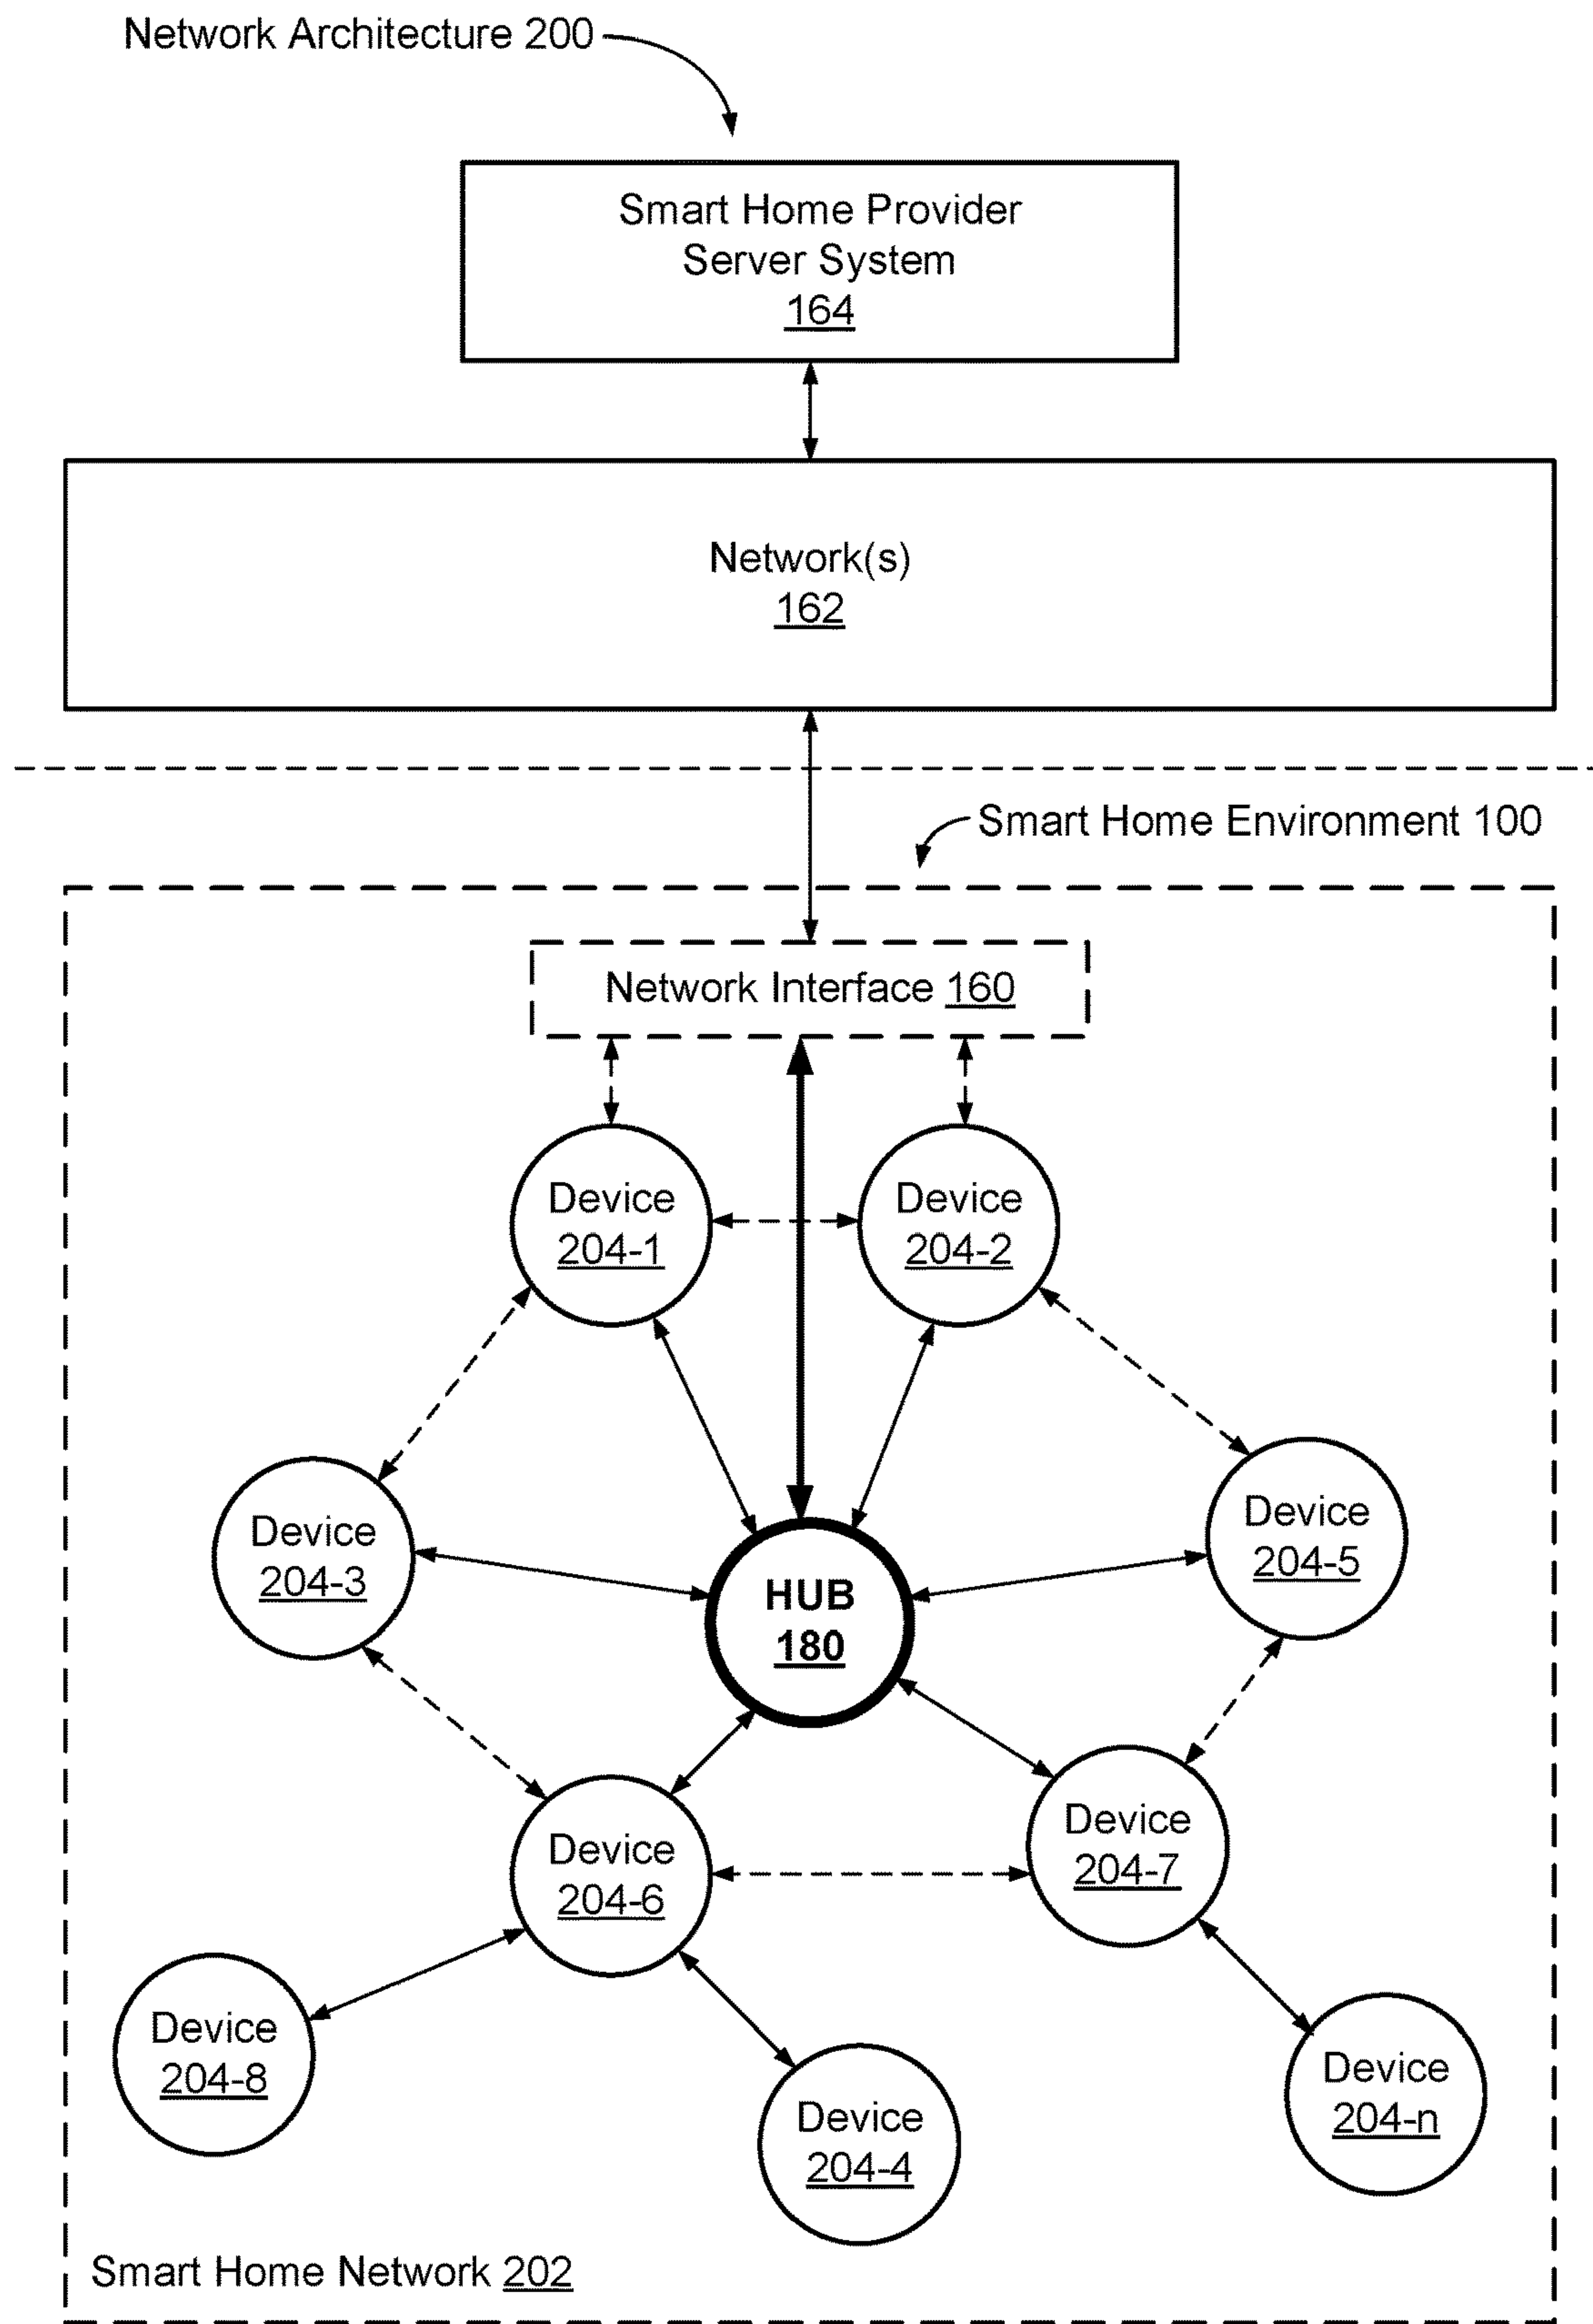 Network Architecture 200
Smart Home Provider
Server System
164
Network(s)
162
Smart Home Environment 100
Network Interface 160
Device
204-1
Device
204-2
Device
204-3
Device
204-5
HUB
180
Device
204-6
Device
204-7
Device
204-8
Device
204-4
Device
204-n
Smart Home Network 202